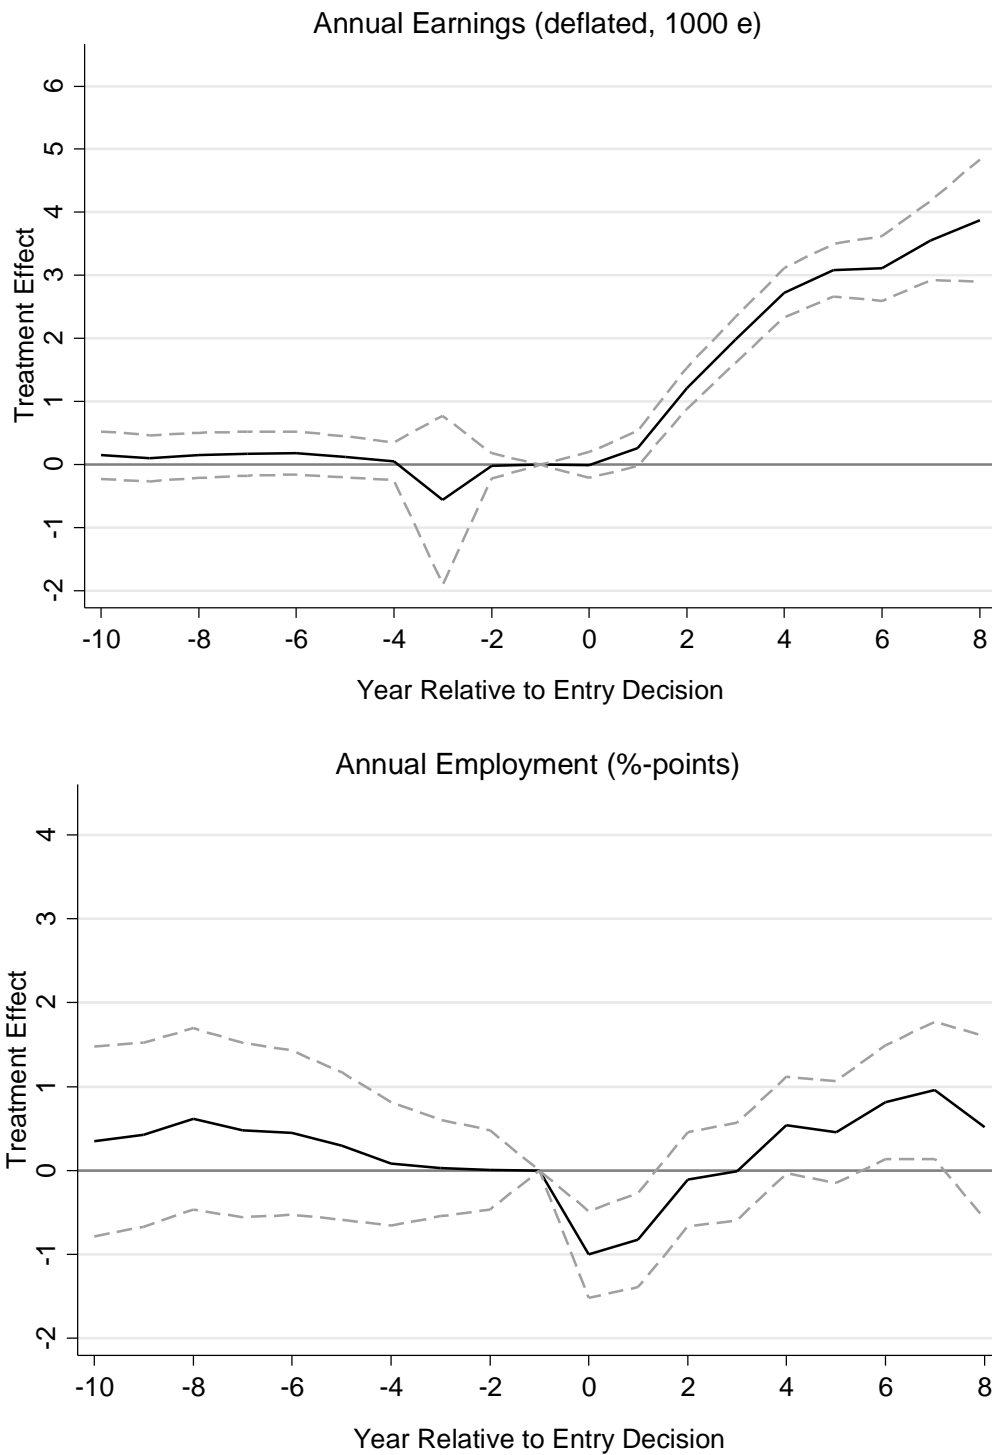 Annual Earnings (deflated, 1000 e)
6
5
4
3
2
1
0
-1
-2
Treatment Effect
-10 -8 -6 -4 -2 0 2 4 6 8
Year Relative to Entry Decision
Annual Employment (%-points)
4
3
2
1
0
-1
-2
Treatment Effect
-10 -8 -6 -4 -2 0 2 4 6 8
Year Relative to Entry Decision